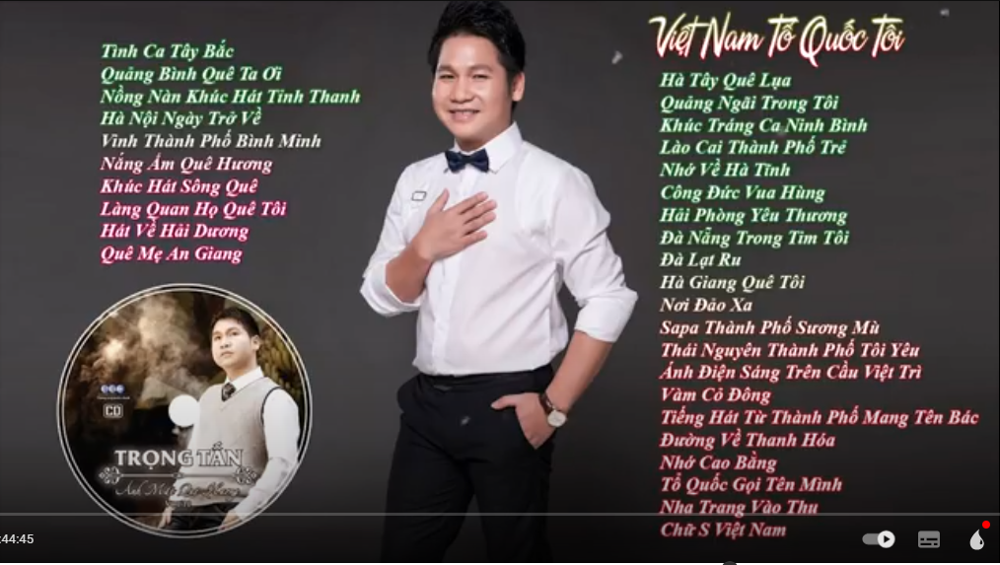 Tình Ca Tây Bắc
Quảng Bình Quê Ta Ơi
Nồng Nàn Khúc Hát Tĩnh Thanh
Hà Nội Ngày Trở Về
Vinh Thành Phố Bình Minh
Nắng Ấm Quê Hương
Khúc Hát Sông Quê
Làng Quan Họ Quê Tôi
Hát Về Hải Dương
Quê Mẹ An Giang
CD
TRỌNG TẤN
Việt Nam Tổ Quốc Tôi
Hà Tây Quê Lụa
Quảng Ngãi Trong Tôi
Khúc Tráng Ca Ninh Bình
Lào Cai Thành Phố Trẻ
Nhớ Về Hà Tĩnh
Công Đức Vua Hùng
Hải Phòng Yêu Thương
Đà Nẵng Trong Tim Tôi
Đà Lạt Ru
Hà Giang Quê Tôi
Nơi Đảo Xa
Sapa Thành Phố Sương Mù
Thái Nguyên Thành Phố Tôi Yêu
Ánh Điện Sáng Trên Cầu Việt Trì
Vàm Cỏ Đông
Tiếng Hát Từ Thành Phố Mang Tên Bác
Đường Về Thanh Hóa
Nhớ Cao Bằng
Tổ Quốc Gọi Tên Mình
Nha Trang Vào Thu
Chữ S Việt Nam
:44:45